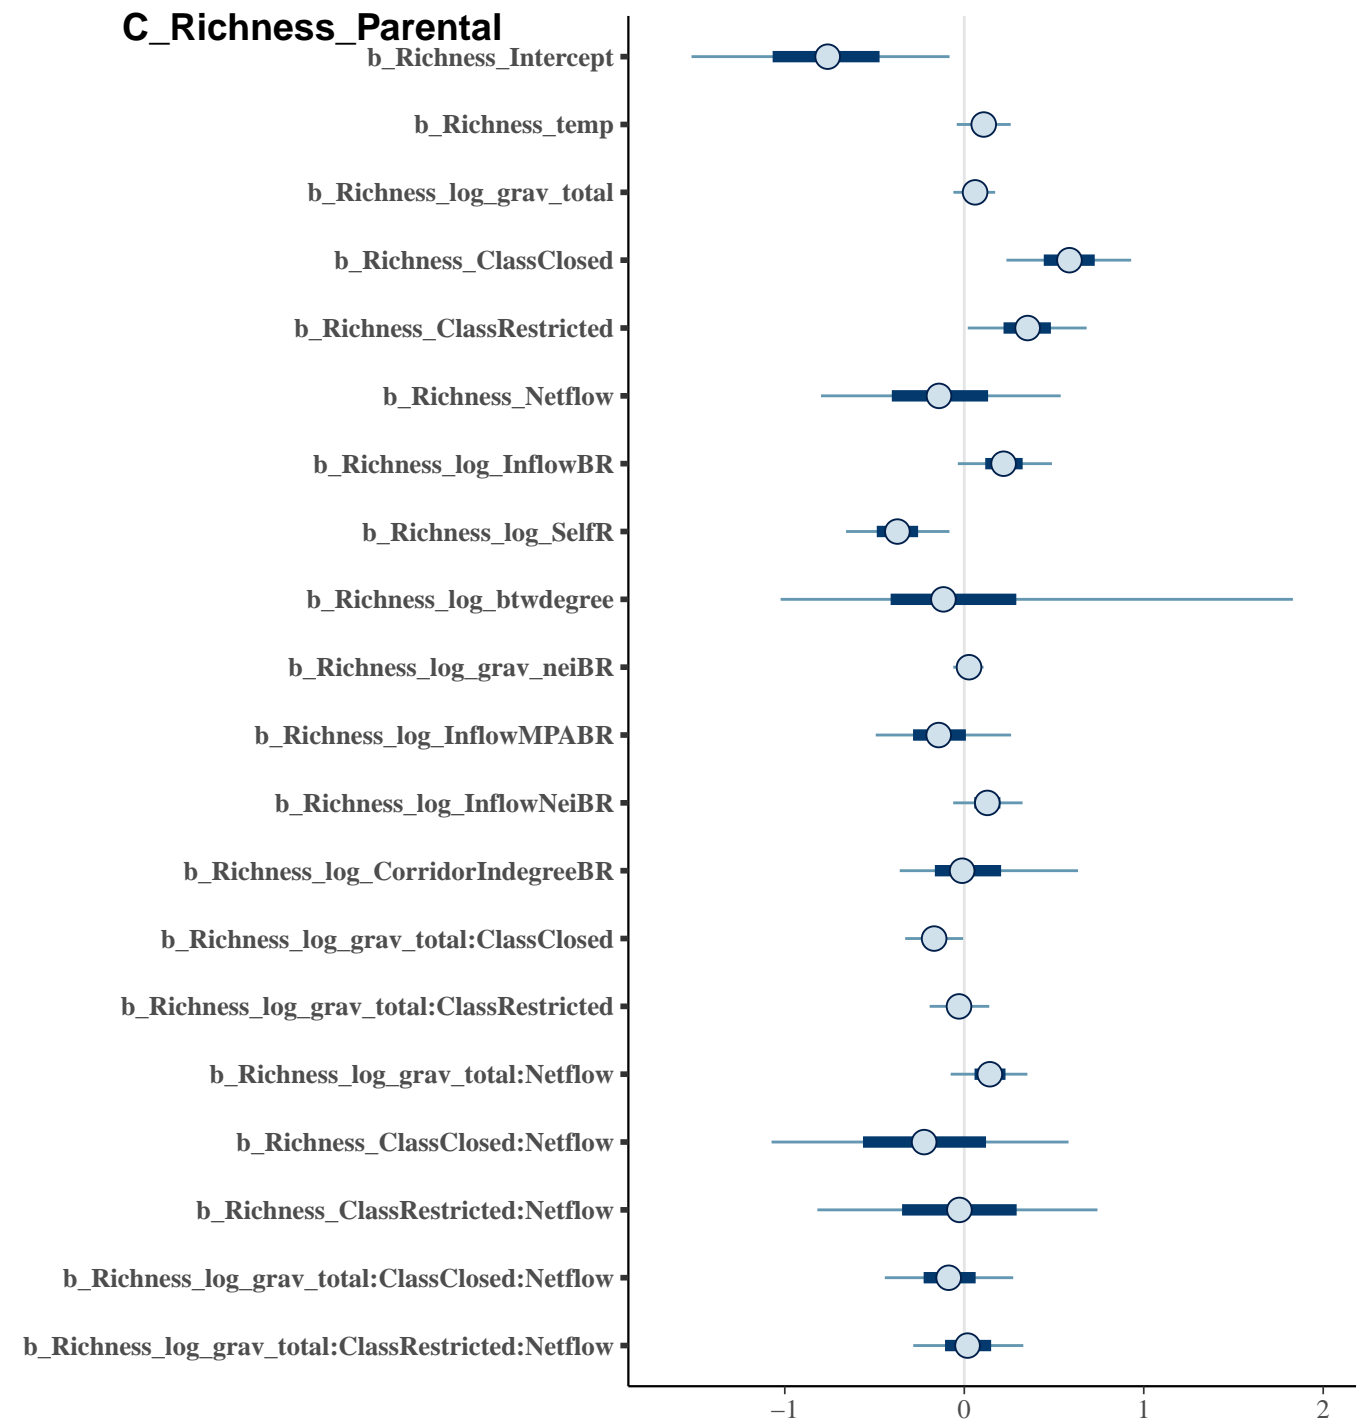 C_Richness_Parental
b_Richness_Intercept
b_Richness_temp
b_Richness_log_grav_total
b_Richness_ClassClosed
b_Richness_ClassRestricted
b_Richness_Netflow
b_Richness_log_InflowBR
b_Richness_log_SelfR
b_Richness_log_btwdegree
b_Richness_log_grav_neiBR
b_Richness_log_InflowMPABR
b_Richness_log_InflowNeiBR
b_Richness_log_CorridorIndegreeBR
b_Richness_log_grav_total:ClassClosed
b_Richness_log_grav_total:ClassRestricted
b_Richness_log_grav_total:Netflow
b_Richness_ClassClosed:Netflow
b_Richness_ClassRestricted:Netflow
b_Richness_log_grav_total:ClassClosed:Netflow
b_Richness_log_grav_total:ClassRestricted:Netflow
−1 0 1 2